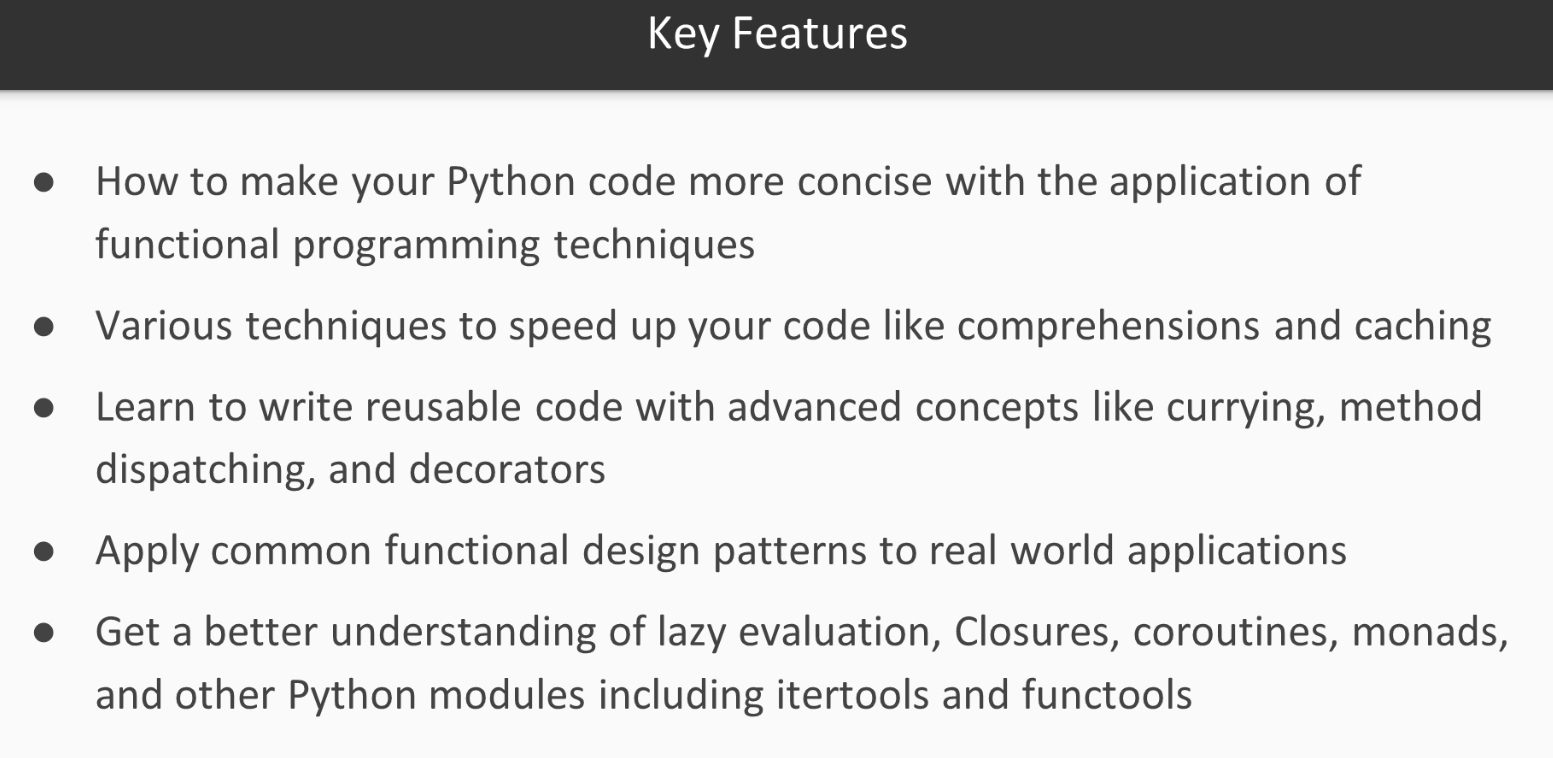 Key Features
● How to make your Python code more concise with the application of
functional programming techniques
● Various techniques to speed up your code like comprehensions and caching
● Learn to write reusable code with advanced concepts like currying, method
dispatching, and decorators
● Apply common functional design patterns to real world applications
● Get a better understanding of lazy evaluation, Closures, coroutines, monads,
and other Python modules including itertools and functools